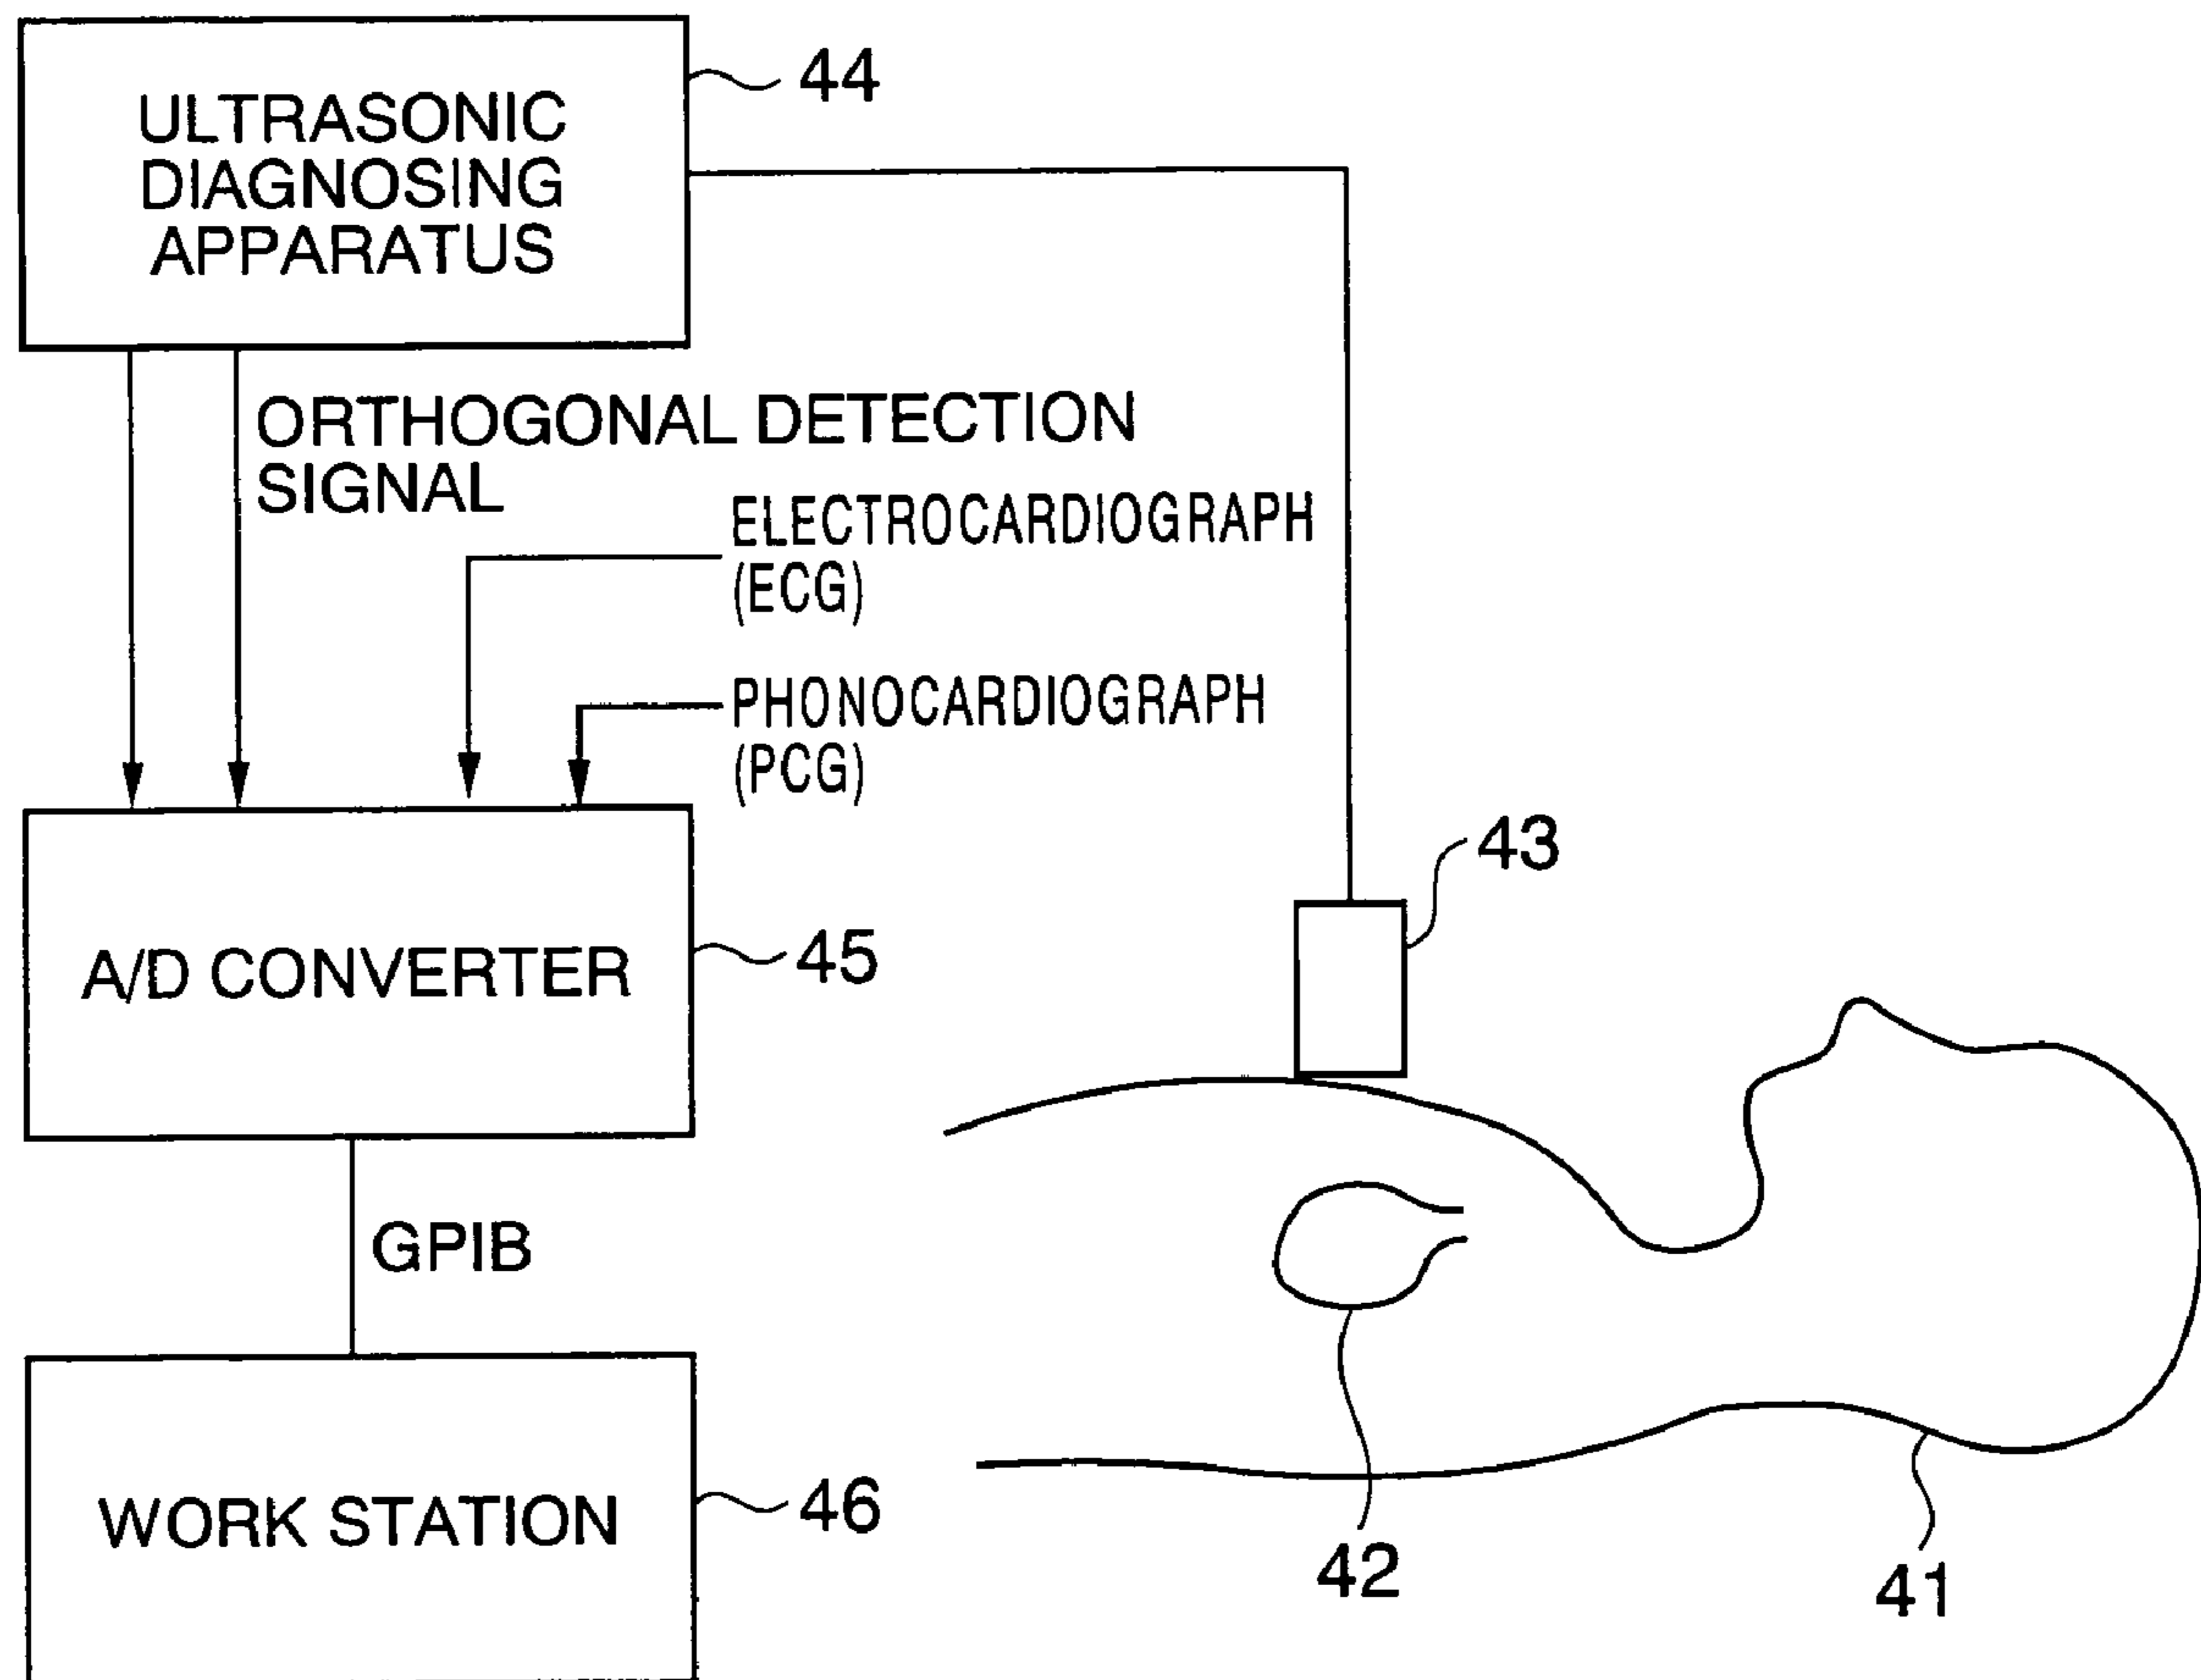 44
ULTRASONIC
DIAGNOSING
APPARATUS
ORTHOGONAL DETECTION
SIGNAL
ELECTROCARDIOGRAPH
(ECG)
PHONOCARDIOGRAPH
(PCG)
43
A/D CONVERTER
45
GPIB
WORK STATION
46
42
41